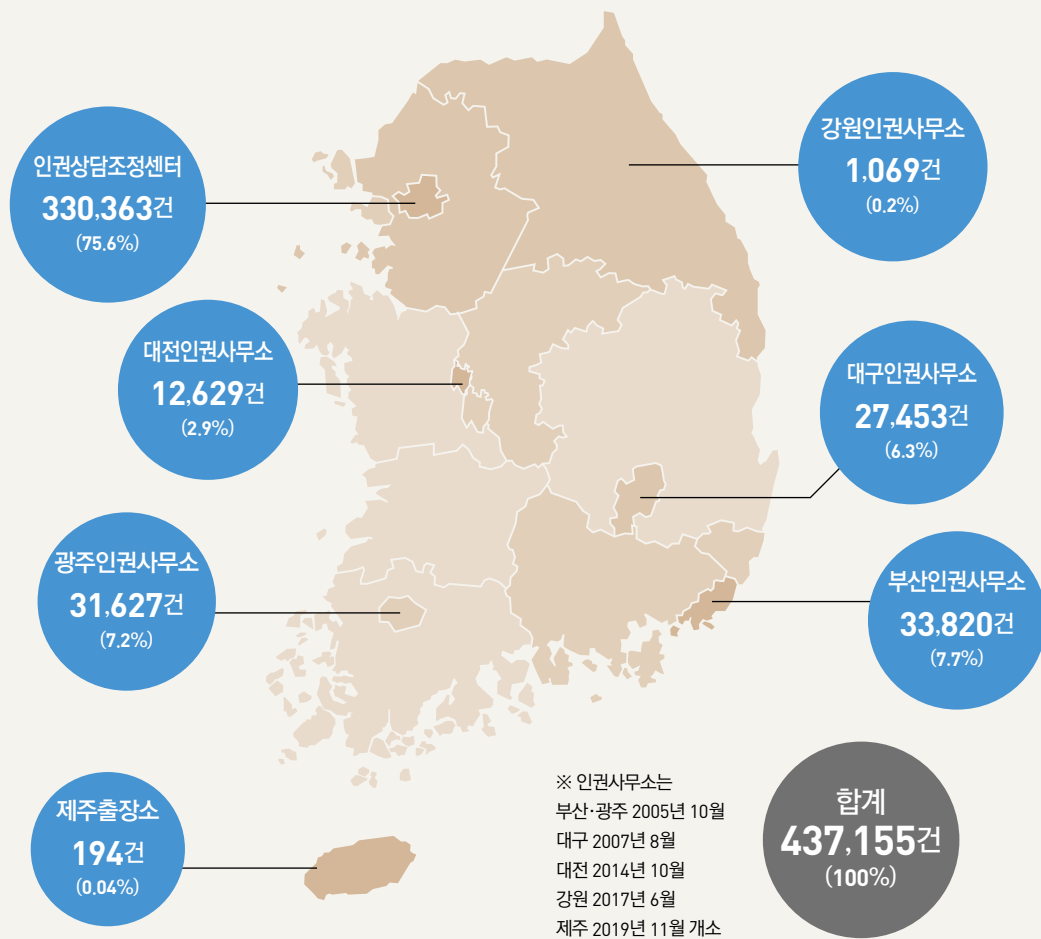 인권상담조정센터
330,363건
(75.6%)
강원인권사무소
1,069건
(0.2%)
대전인권사무소
12,629건
(2.9%)
대구인권사무소
27,453건
(6.3%)
광주인권사무소
31,627건
(7.2%)
부산인권사무소
33,820건
(7.7%)
제주출장소
194건
(0.04%)
※ 인권사무소는
부산·광주 2005년 10월
대구 2007년 8월
대전 2014년 10월
강원 2017년 6월
제주 2019년 11월 개소
합계
437,155건
(100%)